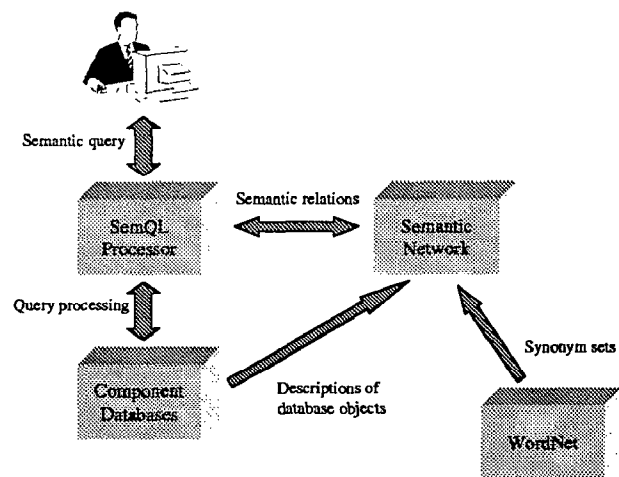 Semantic query
Semantic relations
SemQL
Processor
Semantic
Network
Query processing
Synonym sets
Component
Databases
Descriptions of
database objects
WordNet